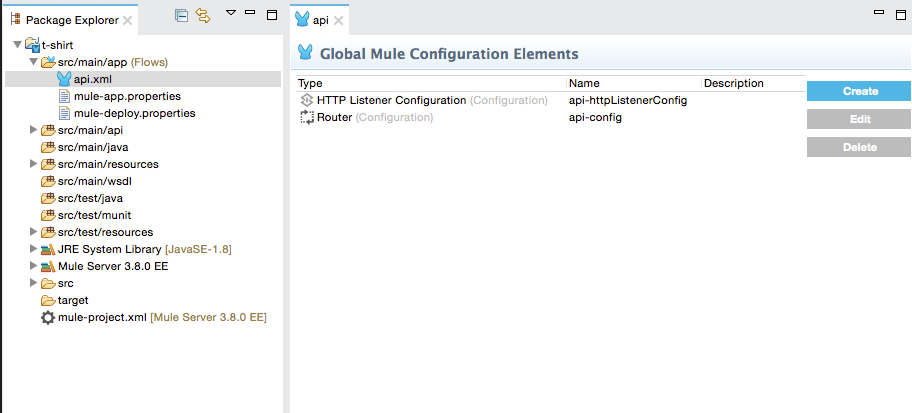 Package Explorer
t-shirt
src/main/app (Flows)
api.xml
mule-app.properties
mule-deploy.properties
src/main/api
src/main/java
src/main/resources
src/main/wsdl
src/test/java
src/test/munit
src/test/resources
JRE System Library [JavaSE-1.8]
Mule Server 3.8.0 EE
src
target
mule-project.xml [Mule Server 3.8.0 EE]
api
Global Mule Configuration Elements
Type Name Description
HTTP Listener Configuration (Configuration) api-httpListenerConfig
Router (Configuration) api-config
Create
Edit
Delete